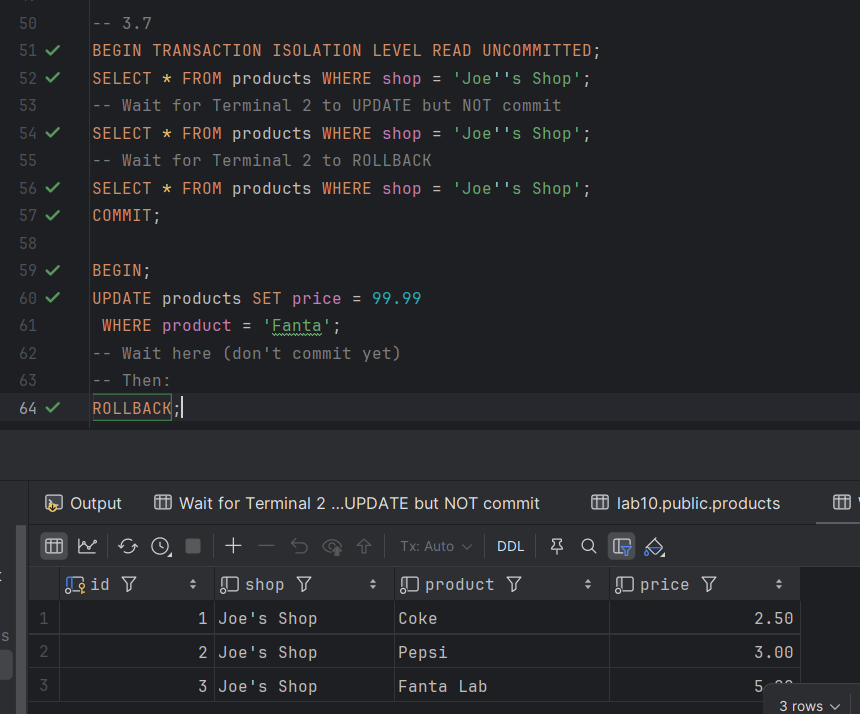 50 -- 3.7
51 BEGIN TRANSACTION ISOLATION LEVEL READ UNCOMMITTED;
52 SELECT * FROM products WHERE shop = 'Joe''s Shop';
53 -- Wait for Terminal 2 to UPDATE but NOT commit
54 SELECT * FROM products WHERE shop = 'Joe''s Shop';
55 -- Wait for Terminal 2 to ROLLBACK
56 SELECT * FROM products WHERE shop = 'Joe''s Shop';
57 COMMIT;
58
59 BEGIN;
60 UPDATE products SET price = 99.99
61 WHERE product = 'Fanta';
62 -- Wait here (don't commit yet)
63 -- Then:
64 ROLLBACK;
Output Wait for Terminal 2 ...UPDATE but NOT commit lab10.public.products
Tx: Auto DDL
id shop product price
1 1 Joe's Shop Coke 2.50
2 2 Joe's Shop Pepsi 3.00
3 3 Joe's Shop Fanta Lab
3 rows